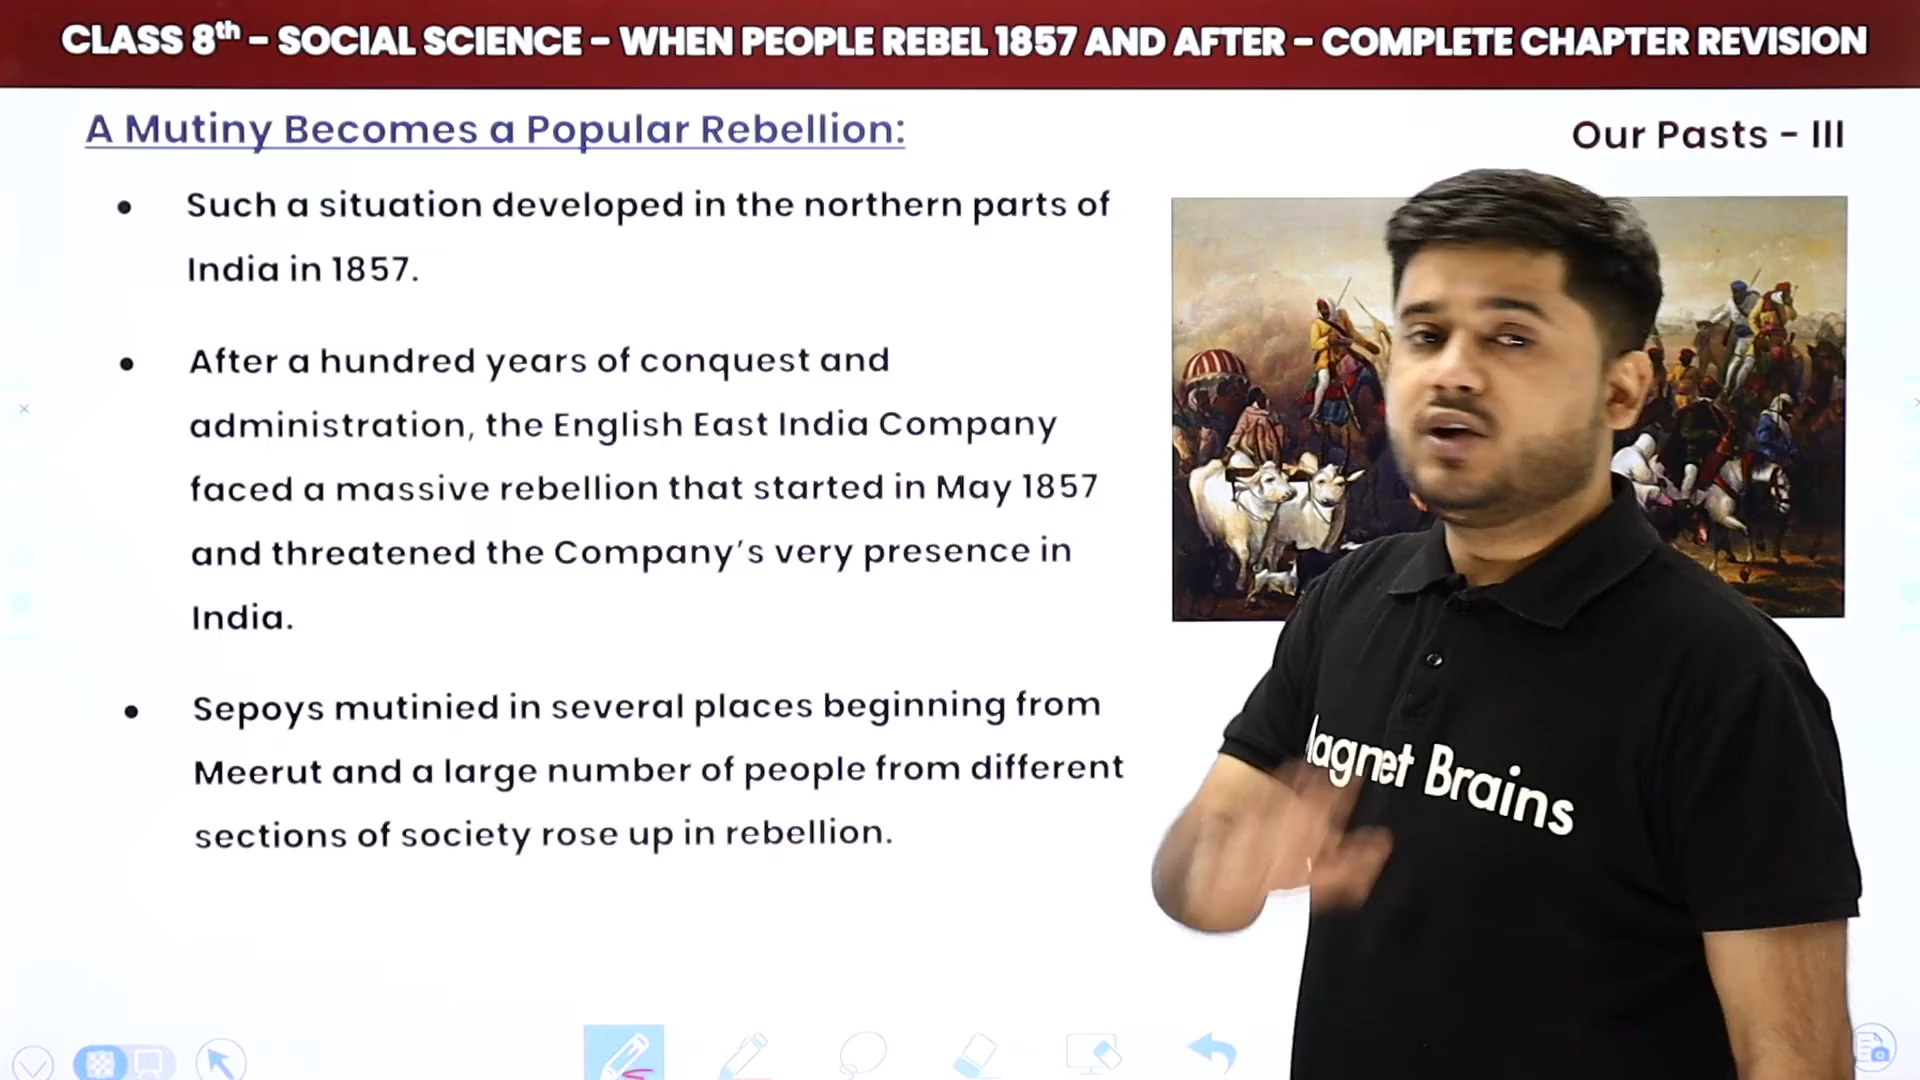 CLASS 8th – SOCIAL SCIENCE – WHEN PEOPLE REBEL 1857 AND AFTER – COMPLETE CHAPTER REVISION
A Mutiny Becomes a Popular Rebellion:
Our Pasts – III
• Such a situation developed in the northern parts of
India in 1857.
• After a hundred years of conquest and
administration, the English East India Company
faced a massive rebellion that started in May 1857
and threatened the Company’s very presence in
India.
• Sepoys mutinied in several places beginning from
Meerut and a large number of people from different
sections of society rose up in rebellion.
agnet Brains